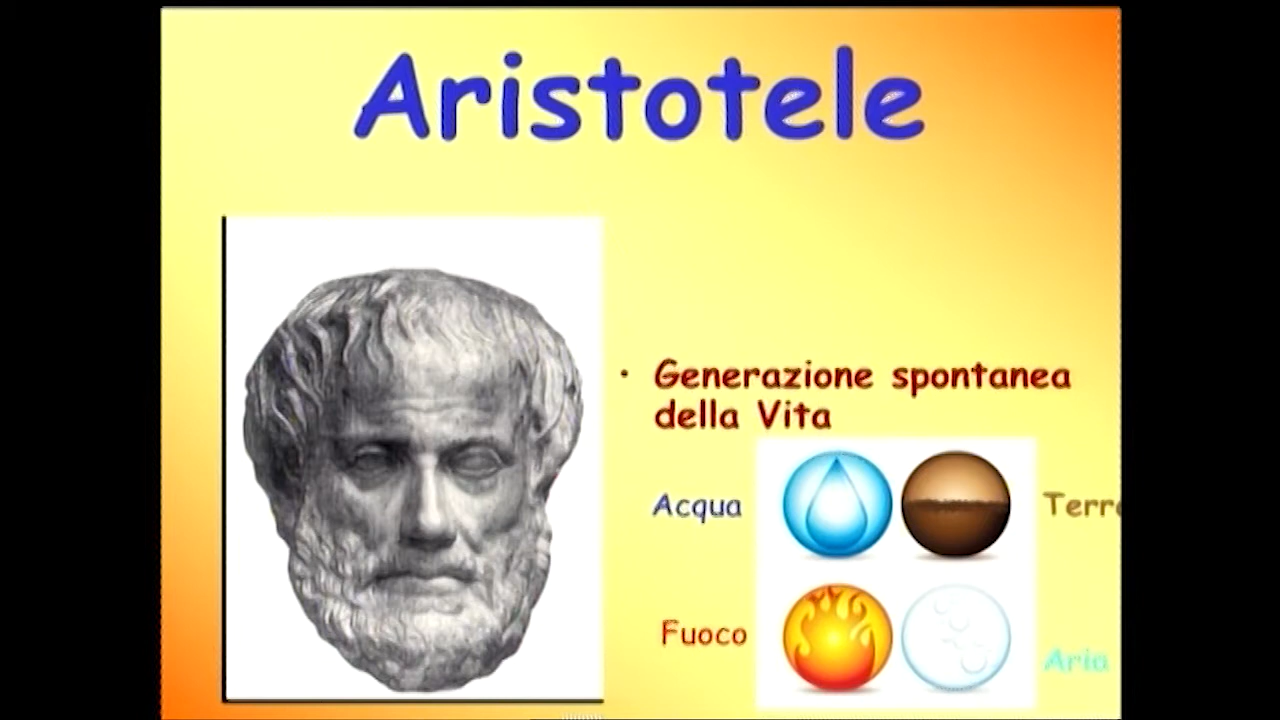 Aristotele
• Generazione spontanea
della Vita
Acqua
Terra
Fuoco
Aria